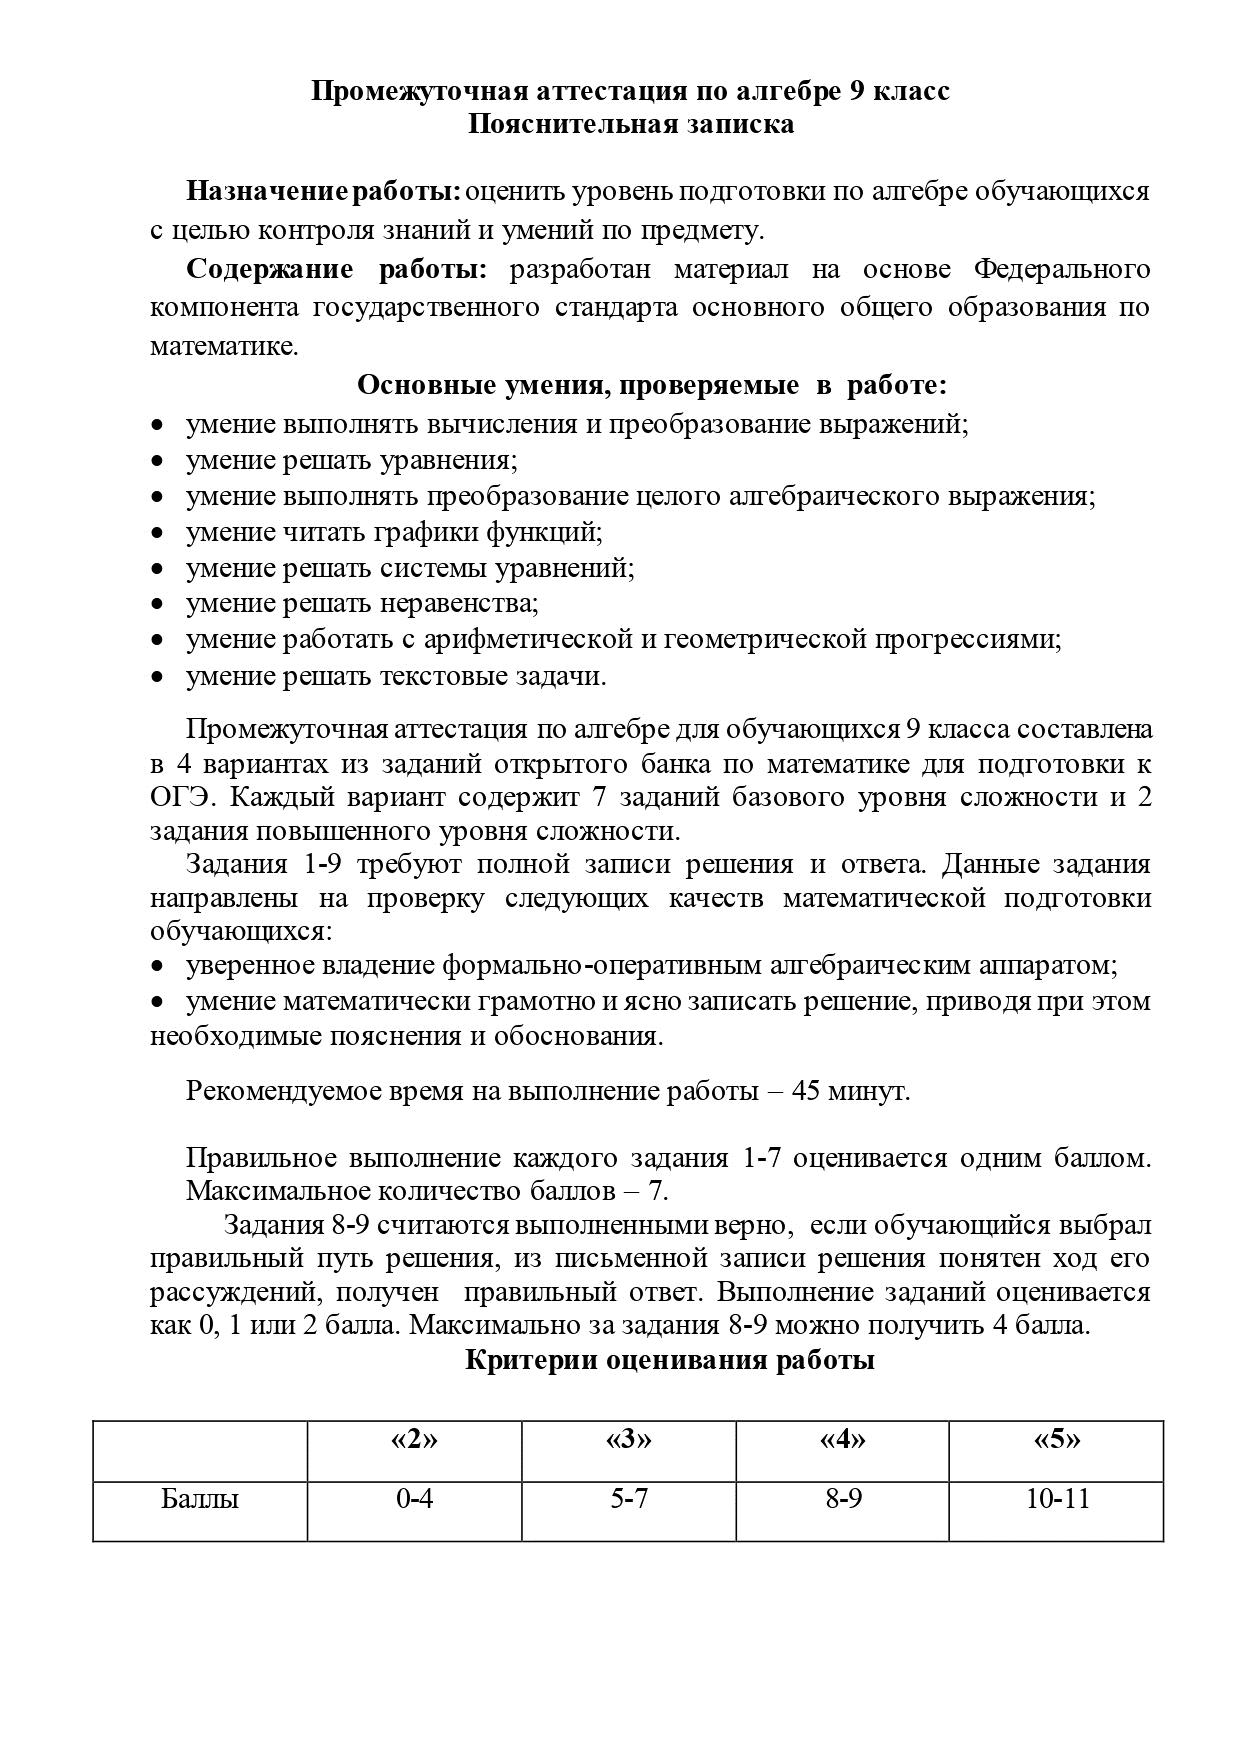 Промежуточная аттестация по алгебре 9 класс
Пояснительная записка
Назначение работы: оценить уровень подготовки по алгебре обучающихся
с целью контроля знаний и умений по предмету.
Содержание работы: разработан материал на основе Федерального
компонента государственного стандарта основного общего образования по
математике.
Основные умения, проверяемые в работе:
• умение выполнять вычисления и преобразование выражений;
• умение решать уравнения;
• умение выполнять преобразование целого алгебраического выражения;
• умение читать графики функций;
• умение решать системы уравнений;
• умение решать неравенства;
• умение работать с арифметической и геометрической прогрессиями;
• умение решать текстовые задачи.
Промежуточная аттестация по алгебре для обучающихся 9 класса составлена
в 4 вариантах из заданий открытого банка по математике для подготовки к
ОГЭ. Каждый вариант содержит 7 заданий базового уровня сложности и 2
задания повышенного уровня сложности.
Задания 1-9 требуют полной записи решения и ответа. Данные задания
направлены на проверку следующих качеств математической подготовки
обучающихся:
• уверенное владение формально-оперативным алгебраическим аппаратом;
• умение математически грамотно и ясно записать решение, приводя при этом
необходимые пояснения и обоснования.
Рекомендуемое время на выполнение работы – 45 минут.
Правильное выполнение каждого задания 1-7 оценивается одним баллом.
Максимальное количество баллов – 7.
Задания 8-9 считаются выполненными верно, если обучающийся выбрал
правильный путь решения, из письменной записи решения понятен ход его
рассуждений, получен правильный ответ. Выполнение заданий оценивается
как 0, 1 или 2 балла. Максимально за задания 8-9 можно получить 4 балла.
Критерии оценивания работы
«2» «3» «4» «5»
Баллы 0-4 5-7 8-9 10-11